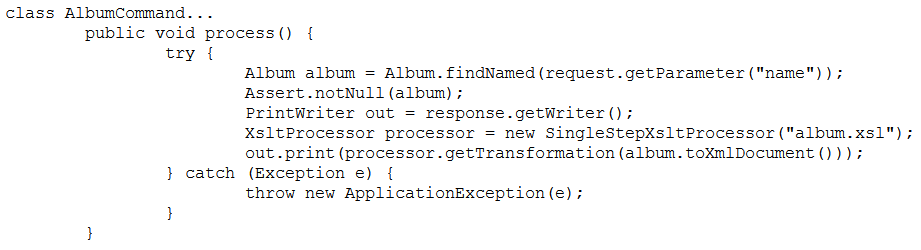 class AlbumCommand...
public void process() {
try {
Album album = Album.findNamed(request.getParameter("name"));
Assert.notNull(album);
PrintWriter out = response.getWriter();
XsltProcessor processor = new SingleStepXsltProcessor("album.xsl");
out.print(processor.getTransformation(album.toXmlDocument()));
} catch (Exception e) {
throw new ApplicationException(e);
}
}